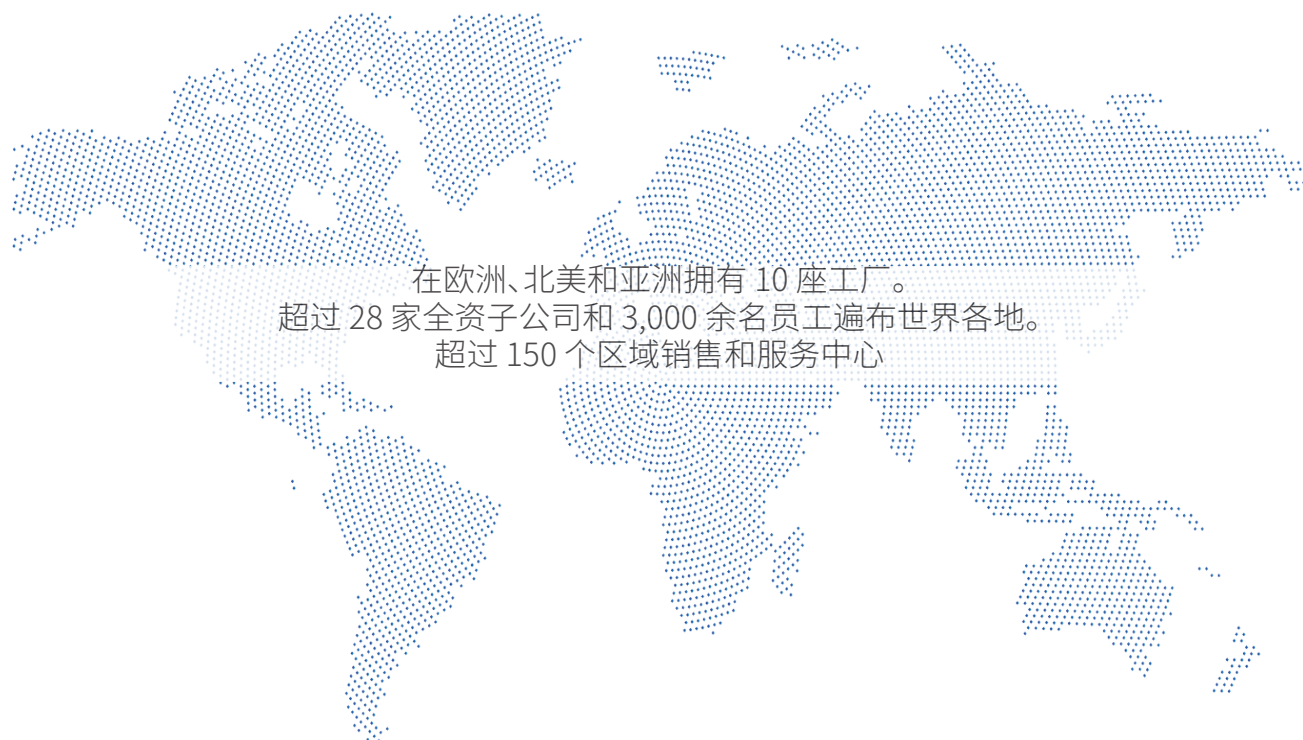 在欧洲、北美和亚洲拥有 10 座工厂。
超过 28 家全资子公司和 3,000 余名员工遍布世界各地。
超过 150 个区域销售和服务中心